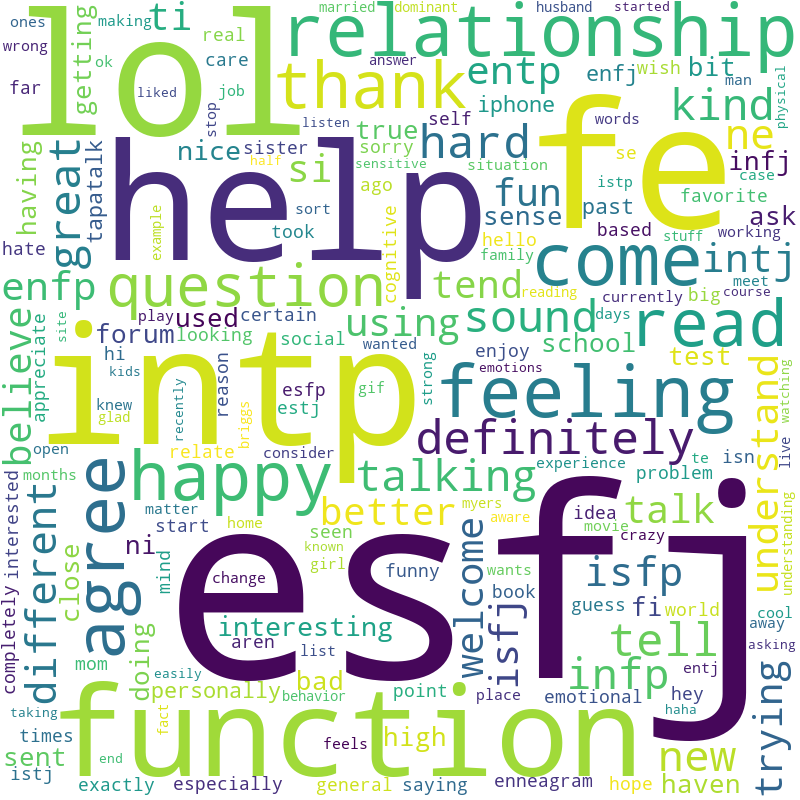 ones
making
ti
married
dominant
husband
started
lol
relationship
wrong
getting
ok
real
care
answer
thank
entp
enfj
wish
bit
man
physical
far
liked
job
stop
iphone
kind
listen
self
words
help
fe
true
hard
ne
having
great
tapatalk
nice
sister
sorry
se
infj
half
si
sensitive
situation
istp
case
example
ago
fun
past
favorite
hate
sort
cognitive
sense
based
stuff
ask
took
hello
working
family
come
intj
enfp
question
tend
reading
meet
currently
big
course
play
used
certain
using
sound
days
read
site
forum
looking
social
wanted
school
believe
appreciate
hi
reason
enjoy
test
kids
intp
strong
emotions
understand
watching
knew
recently
esfp
gif
feeling
glad
estj
briggs
relate
consider
definitely
live
open
agree
happy
talking
experience
te
isn
months
problem
interested
different
matter
better
myers
idea
talk
understanding
start
home
aware
movie
crazy
ni
seen
welcome
known
esfj
close
mind
girl
wants
isfp
cool
completely
change
funny
book
guess
fi
world
away
interesting
isfj
asking
doing
aren
list
tell
mom
bad
infp
entj
trying
easily
personally
point
place
emotional
hey
behavior
haha
taking
function
times
fact
feels
high
new
sent
end
istj
exactly
especially
general
saying
enneagram
hope
haven